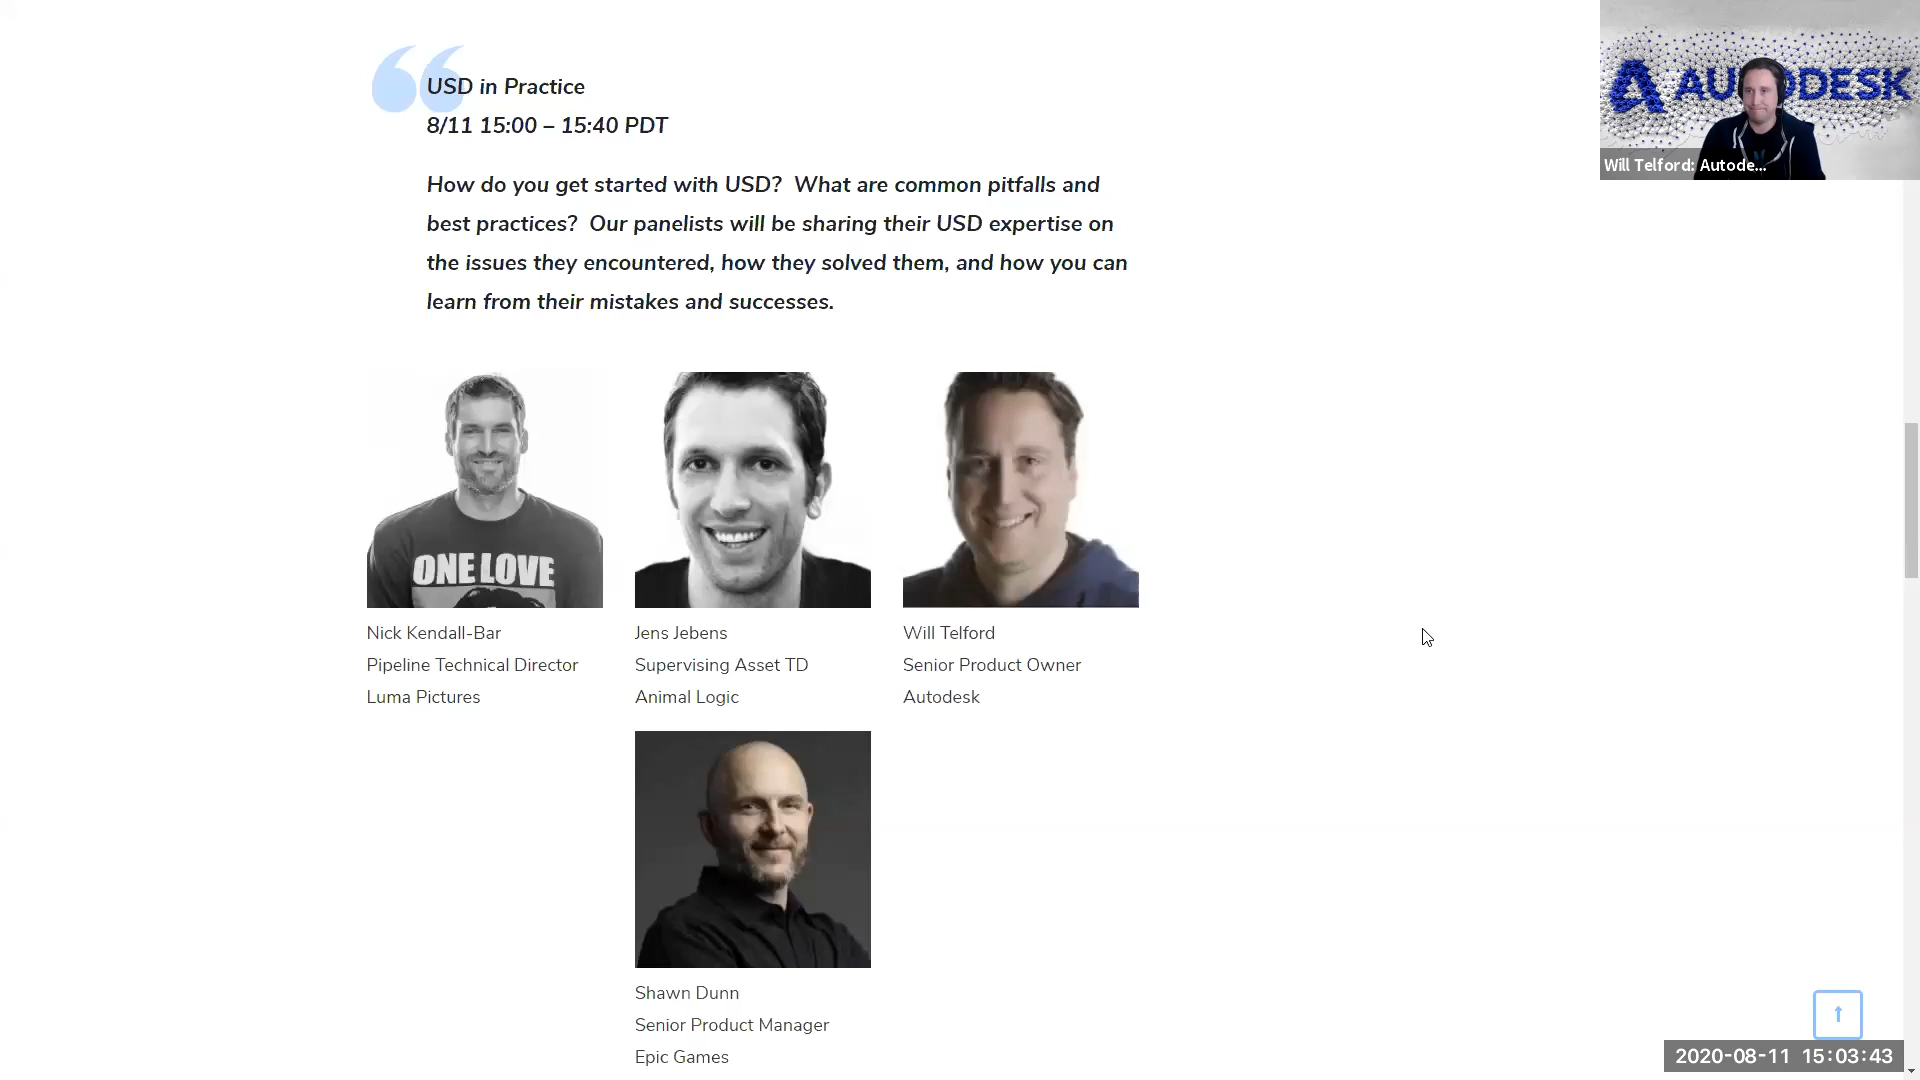 USD in Practice
8/11 15:00 – 15:40 PDT
How do you get started with USD? What are common pitfalls and
best practices? Our panelists will be sharing their USD expertise on
the issues they encountered, how they solved them, and how you can
learn from their mistakes and successes.
AUTODESK
Will Telford: Autode...
ONE LOVE
Nick Kendall-Bar
Pipeline Technical Director
Luma Pictures
Jens Jebens
Supervising Asset TD
Animal Logic
Will Telford
Senior Product Owner
Autodesk
Shawn Dunn
Senior Product Manager
Epic Games
2020-08-11 15:03:43